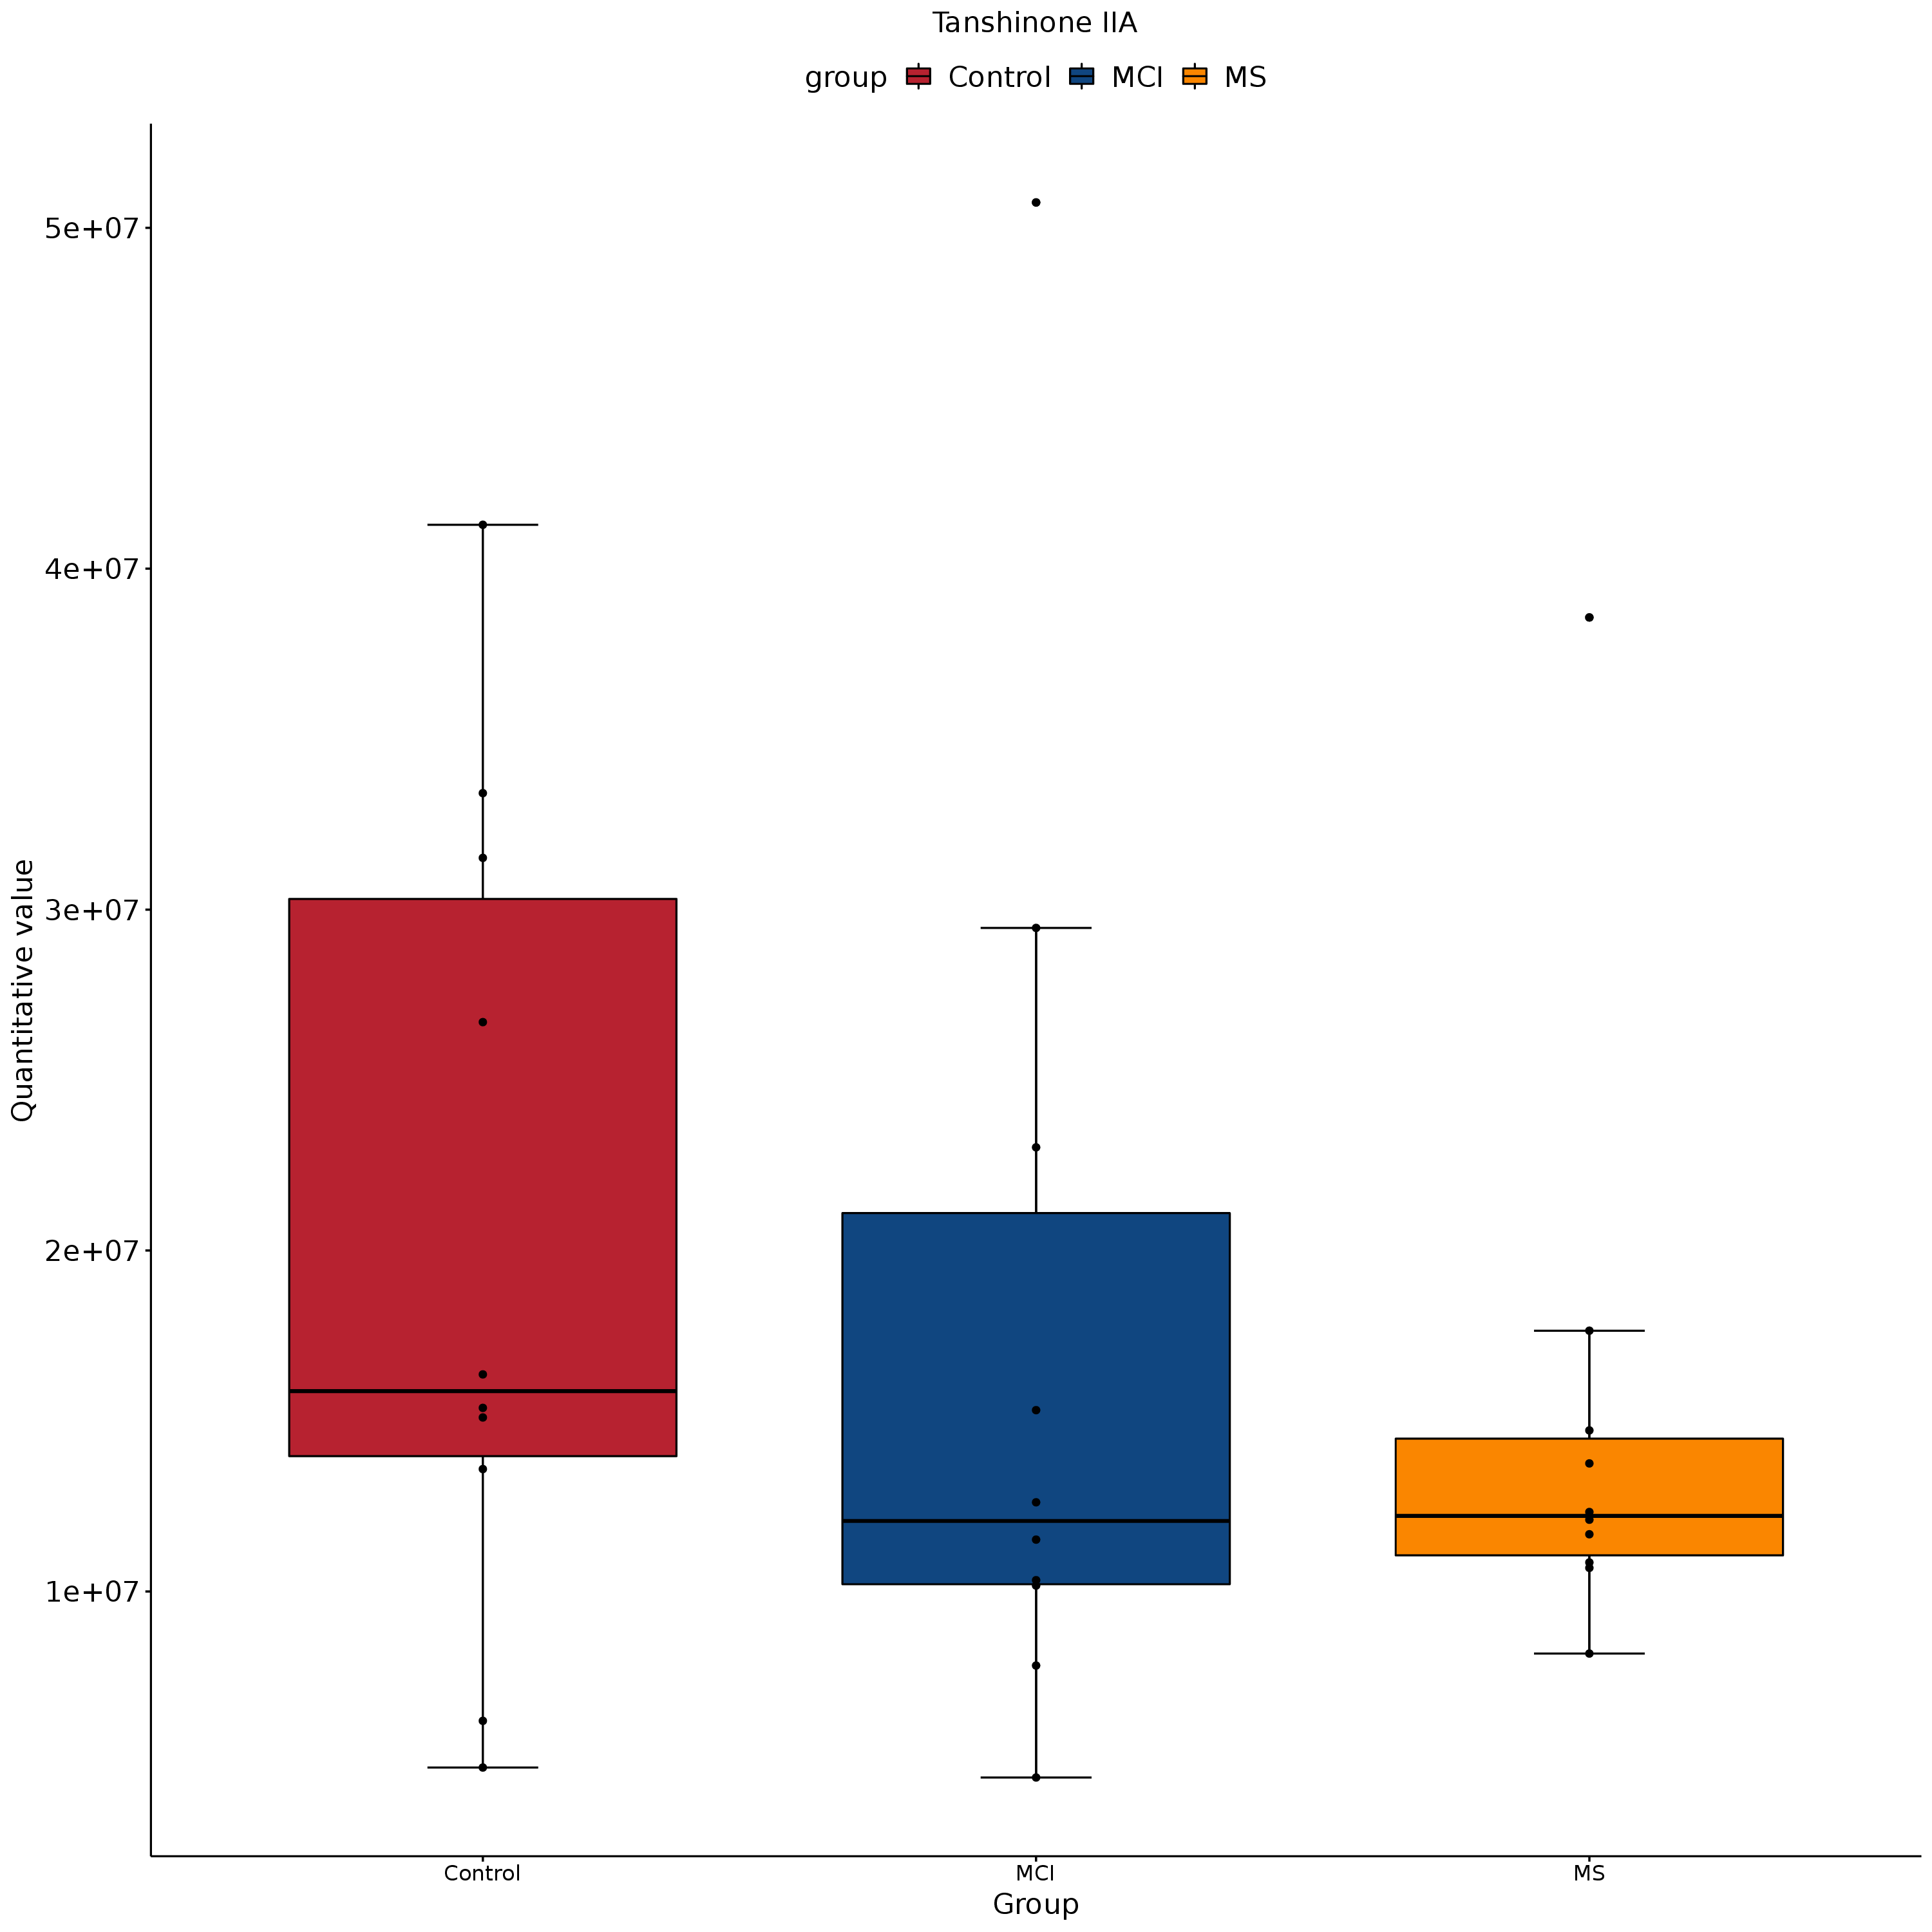 Tanshinone IIA
group Control MCI MS
5e+07
4e+07
3e+07
2e+07
1e+07
Quantitative value
Control MCI MS
Group